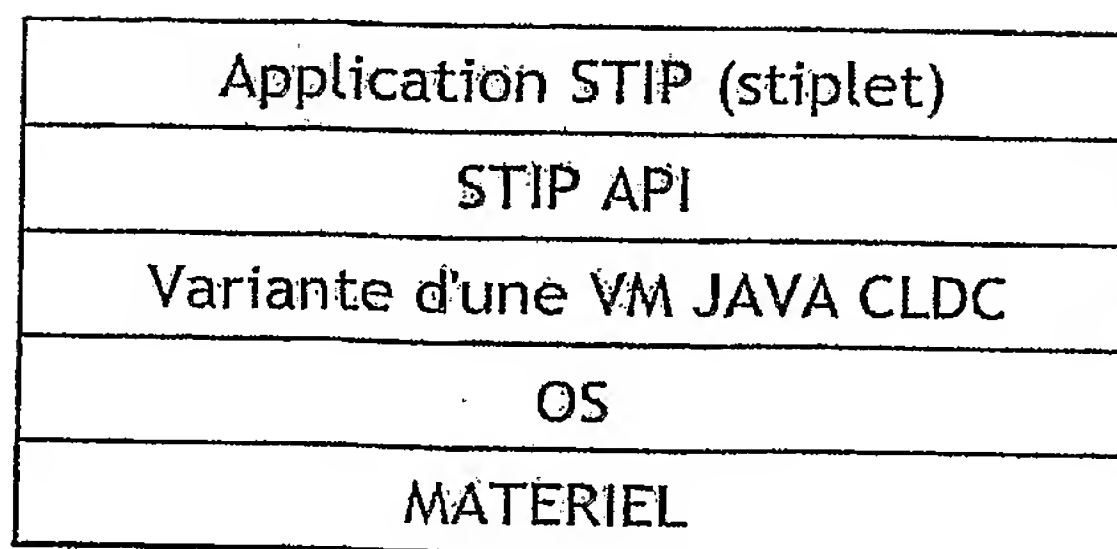 Application STIP (stiplet)
STIP API
Variante d'une VM JAVA CLDC
OS
MATERIEL